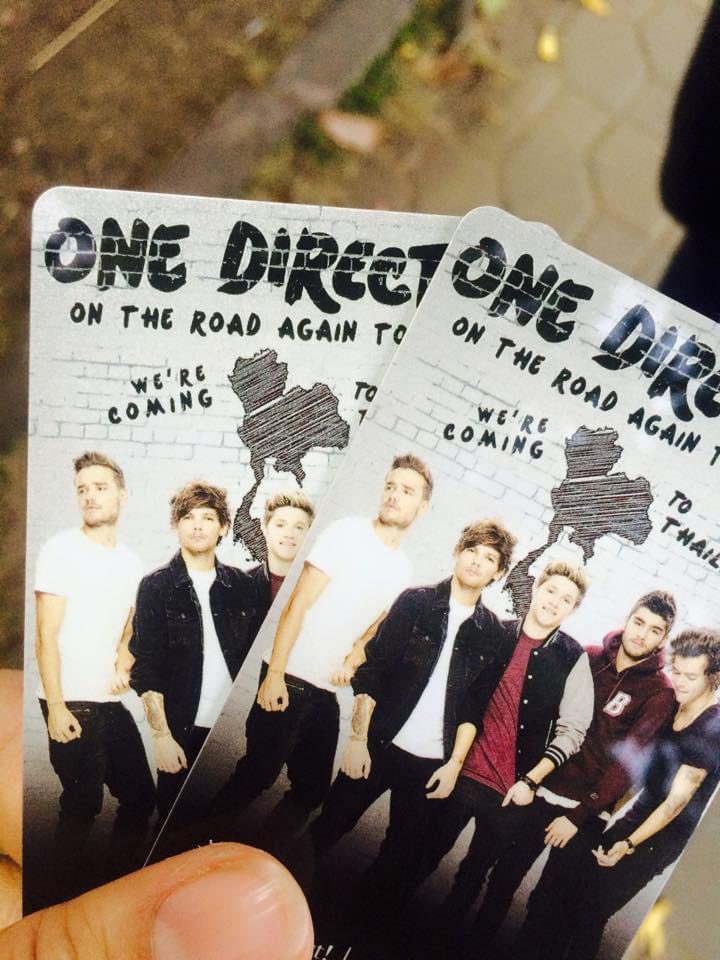 ONE DIRECT
ON THE ROAD AGAIN TO
WE'RE
COMING
TO
T
ONE DIRE
ON THE ROAD AGAIN T
WE'RE
COMING
TO
THAIL
B